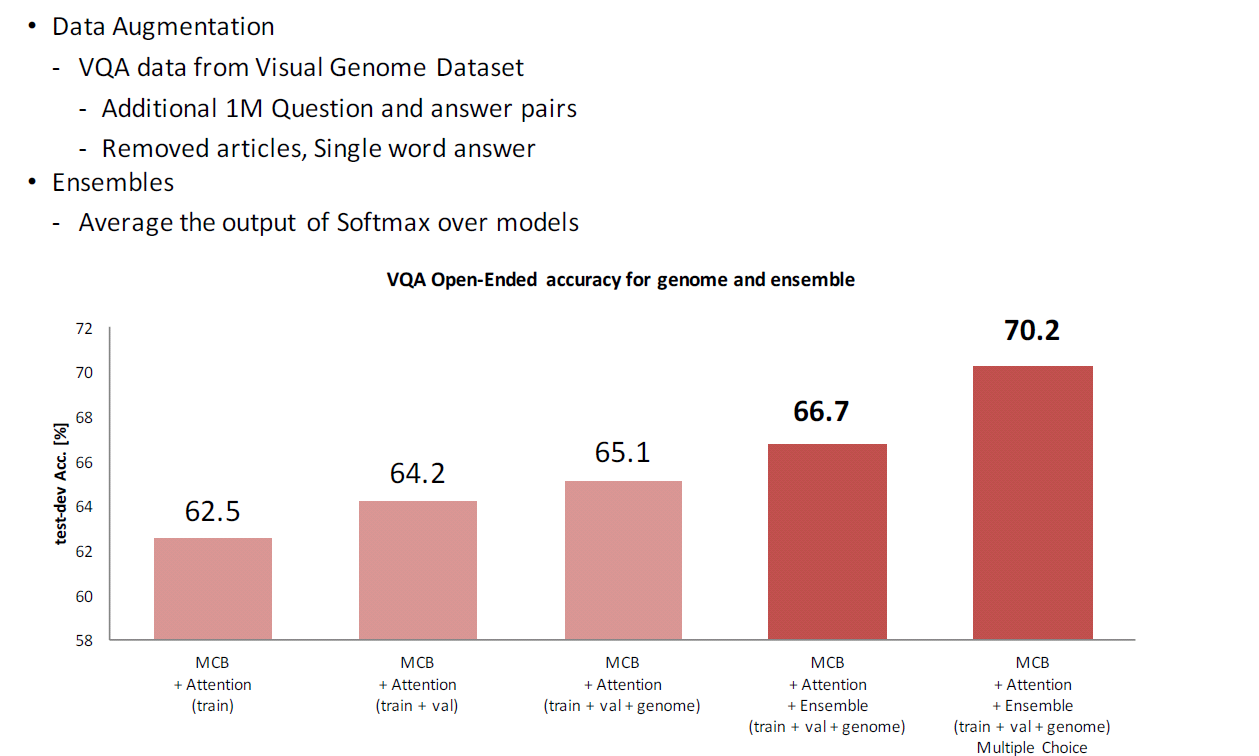 • Data Augmentation
- VQA data from Visual Genome Dataset
- Additional 1M Question and answer pairs
- Removed articles, Single word answer
• Ensembles
- Average the output of Softmax over models
VQA Open-Ended accuracy for genome and ensemble
test-dev Acc. [%]
72
70
68
66
64
62
60
58
62.5
64.2
65.1
66.7
70.2
MCB
+ Attention
(train)
MCB
+ Attention
(train + val)
MCB
+ Attention
(train + val + genome)
MCB
+ Attention
+ Ensemble
(train + val + genome)
MCB
+ Attention
+ Ensemble
(train + val + genome)
Multiple Choice